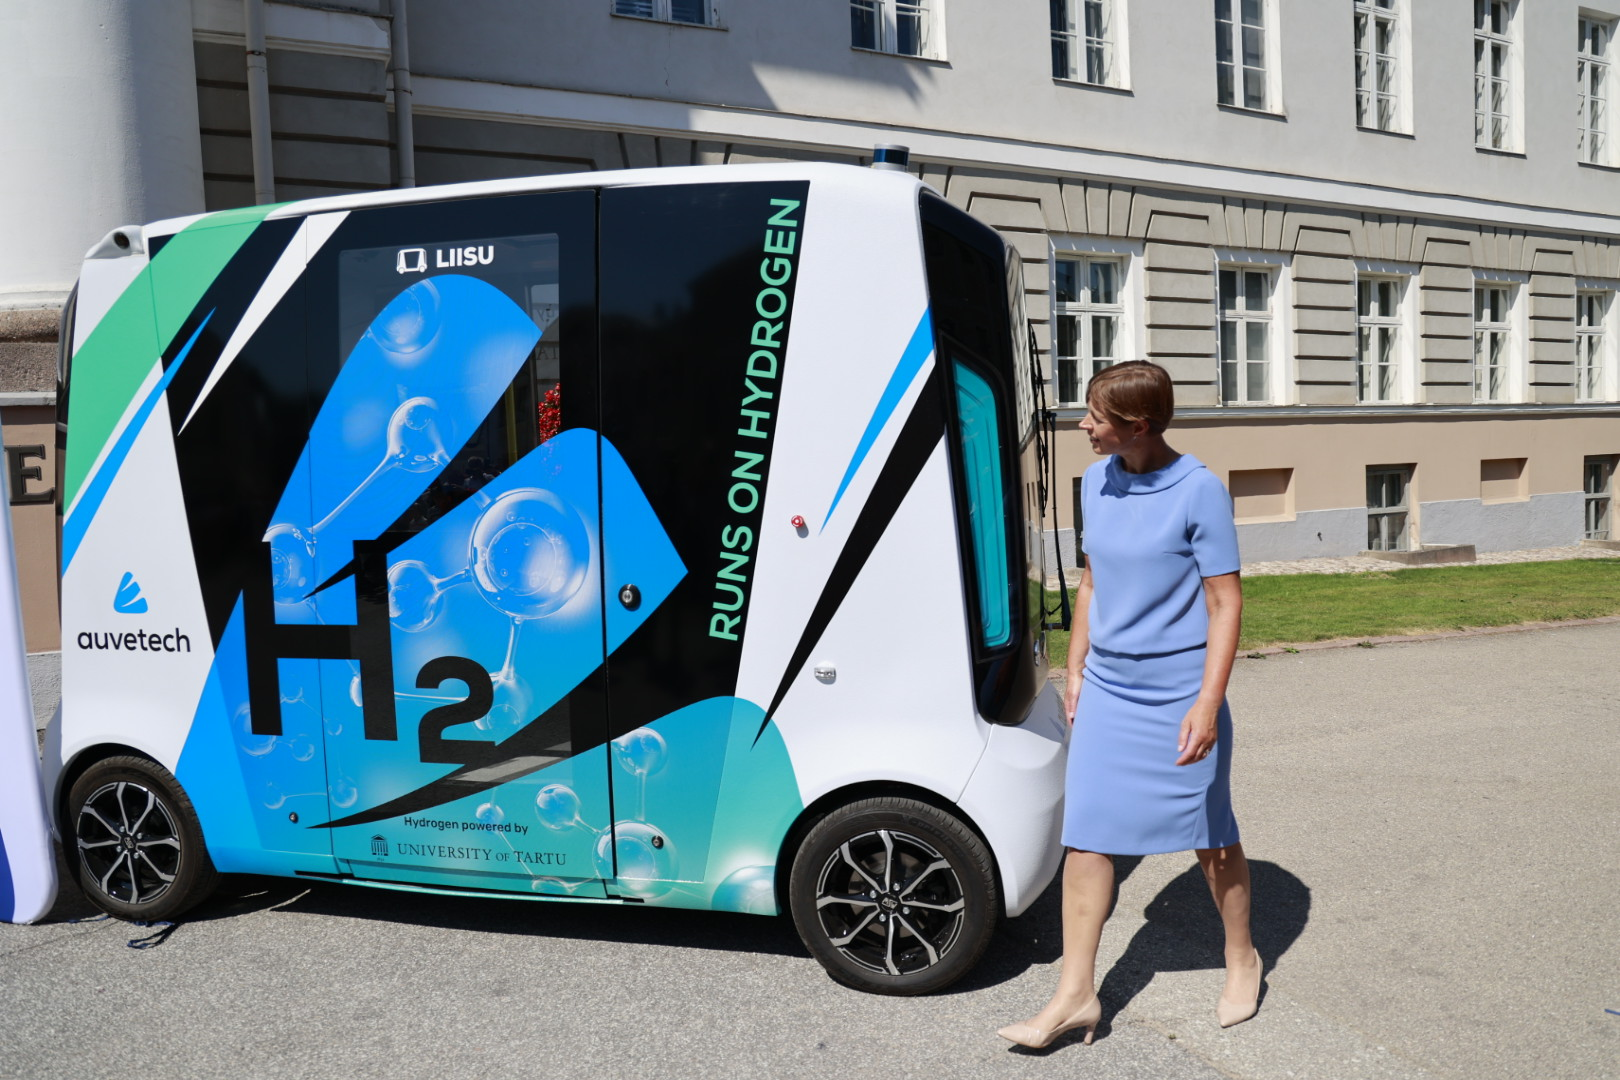 LIISU
RUNS ON HYDROGEN
auvetech
H2
Hydrogen powered by
UNIVERSITY OF TARTU
E